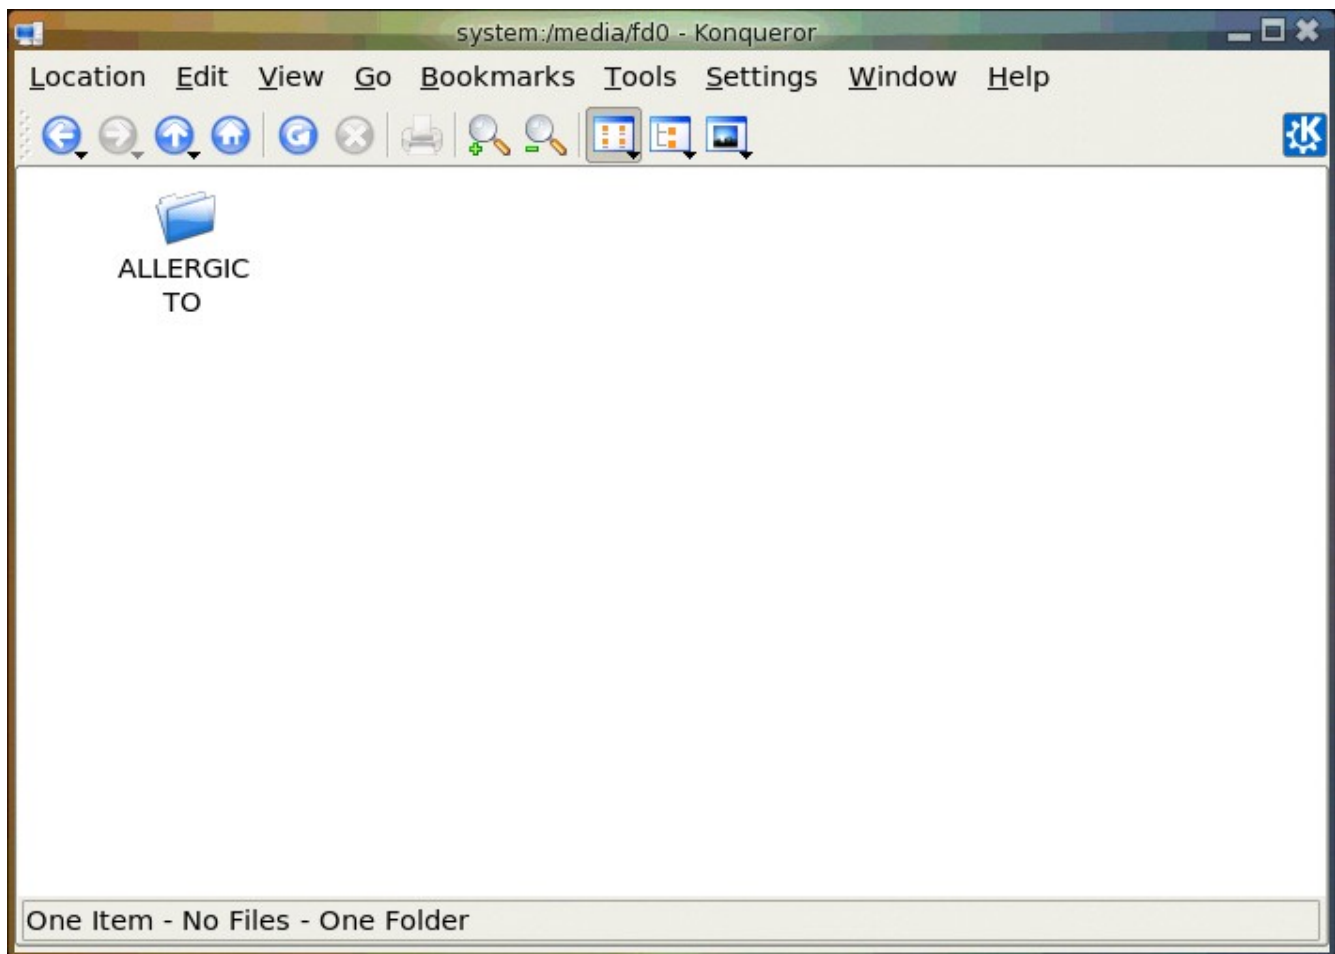 system:/media/fd0 - Konqueror
Location Edit View Go Bookmarks Tools Settings Window Help
ALLERGIC
TO
One Item - No Files - One Folder